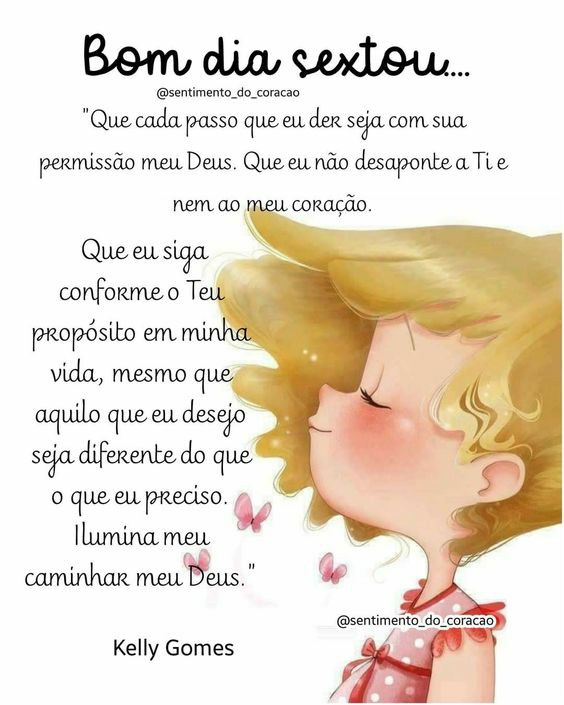 Bom dia sextou....
@sentimento_do_coracao
"Que cada passo que eu der seja com sua
permissão meu Deus. Que eu não desaponte a Ti e
nem ao meu coração.
Que eu siga
conforme o Teu
propósito em minha
vida, mesmo que
aquilo que eu desejo
seja diferente do que
o que eu preciso.
Ilumina meu
caminhar meu Deus."
@sentimento_do_coracao
Kelly Gomes